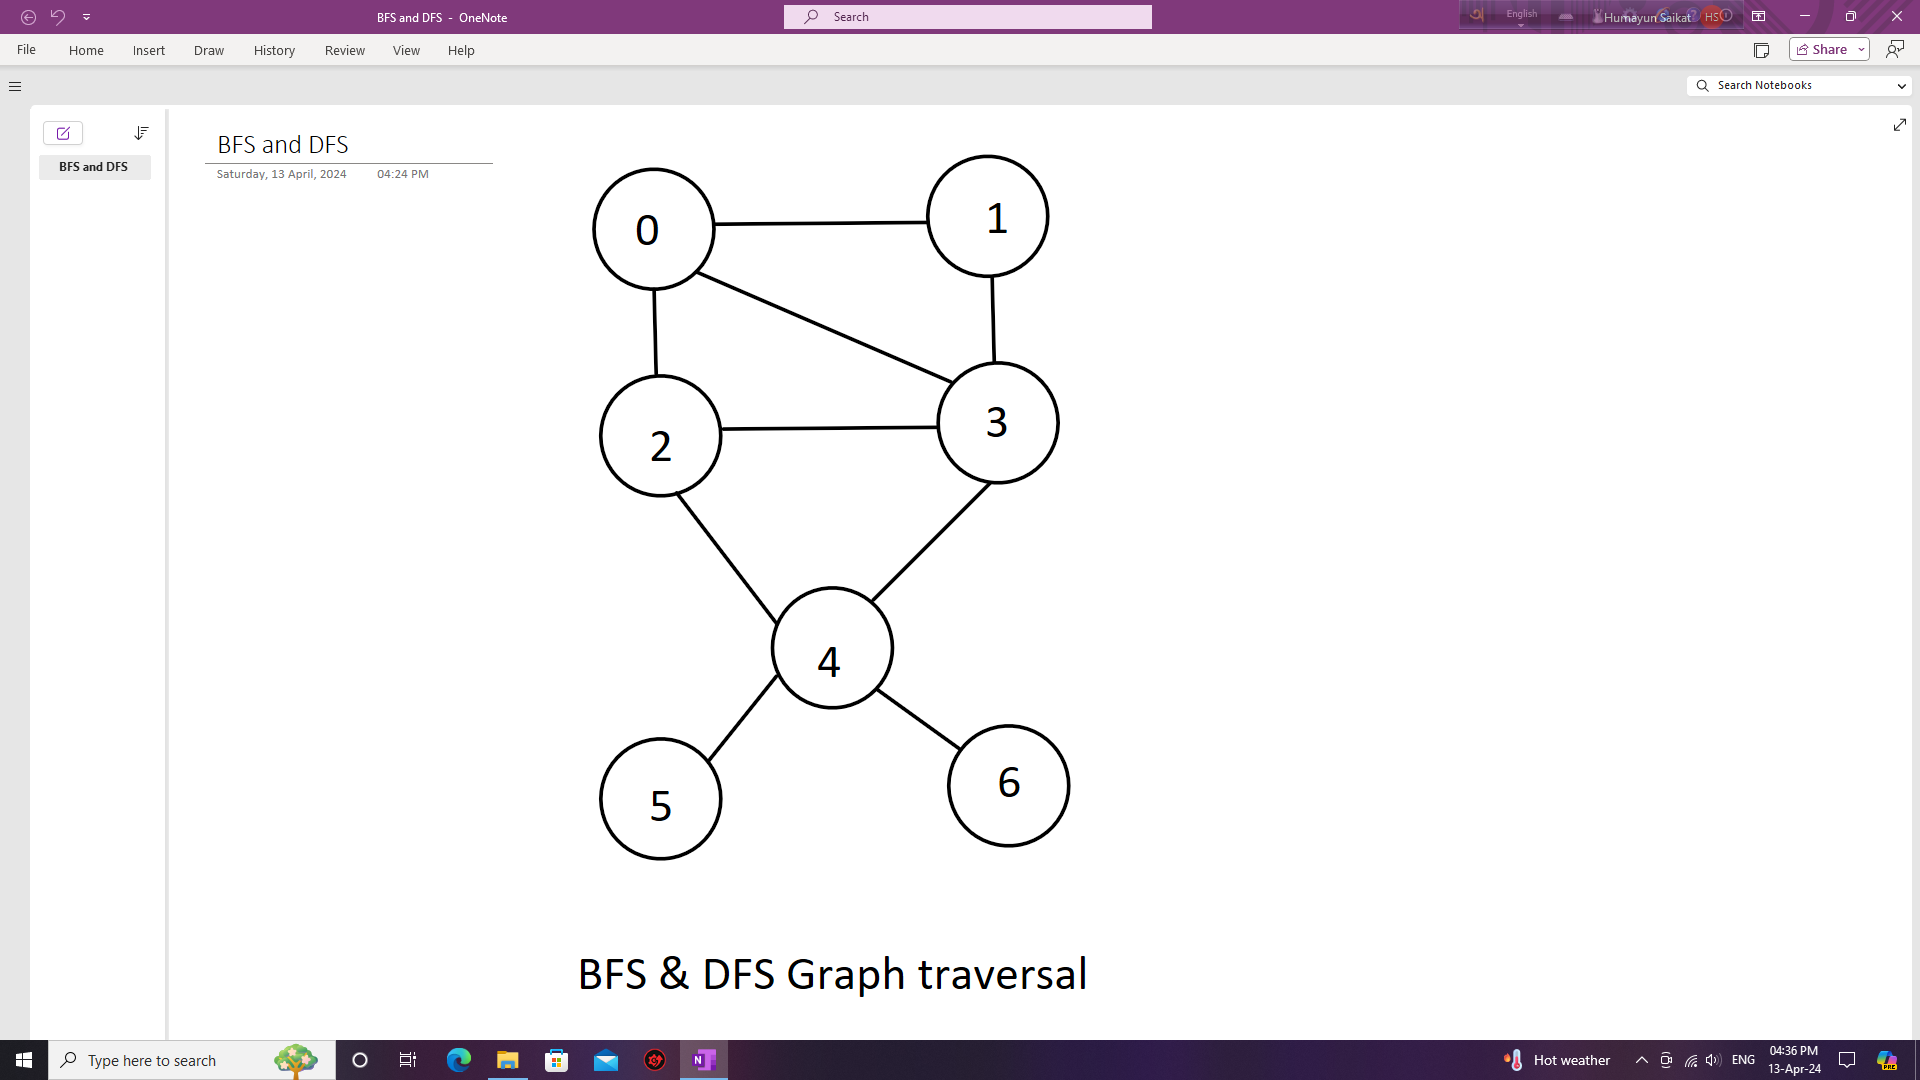 BFS and DFS - OneNote
Search
English
Humayun Saikat
HS
File Home Insert Draw History Review View Help
Share
Search Notebooks
BFS and DFS
BFS and DFS
Saturday, 13 April, 2024 04:24 PM
0
1
2
3
4
5
6
BFS & DFS Graph traversal
Type here to search
Hot weather
ENG
04:36 PM
13-Apr-24
PRE